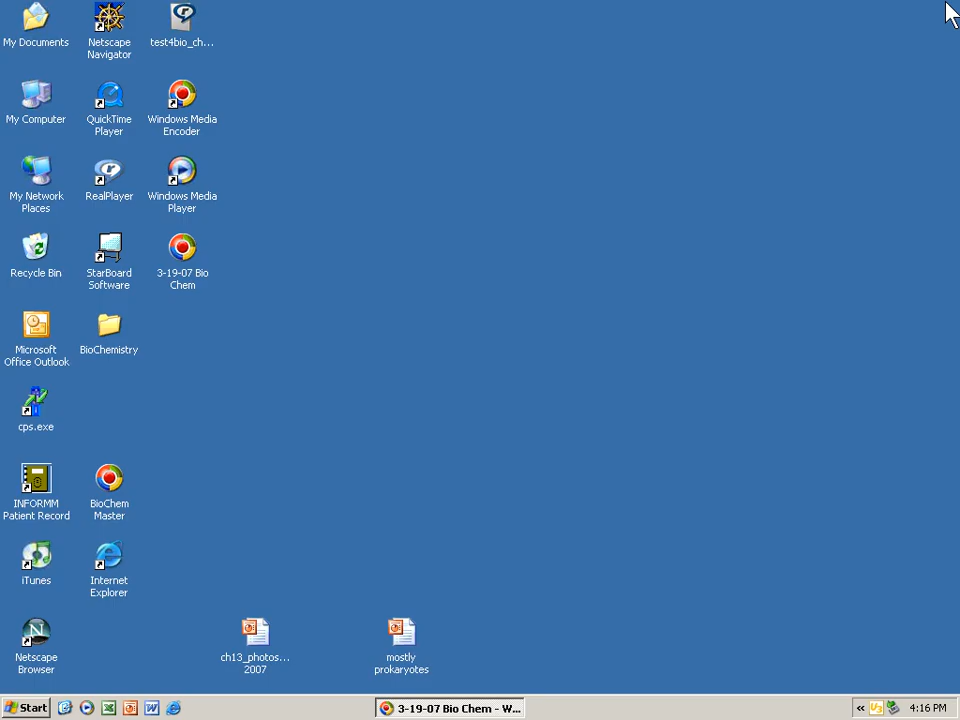 My Documents
Netscape
Navigator
test4bio_ch...
My Computer
QuickTime
Player
Windows Media
Encoder
My Network
Places
RealPlayer
Windows Media
Player
Recycle Bin
StarBoard
Software
3-19-07 Bio
Chem
Microsoft
Office Outlook
BioChemistry
cps.exe
INFORMM
Patient Record
BioChem
Master
iTunes
Internet
Explorer
Netscape
Browser
ch13_photos...
2007
mostly
prokaryotes
Start
3-19-07 Bio Chem - W...
4:16 PM